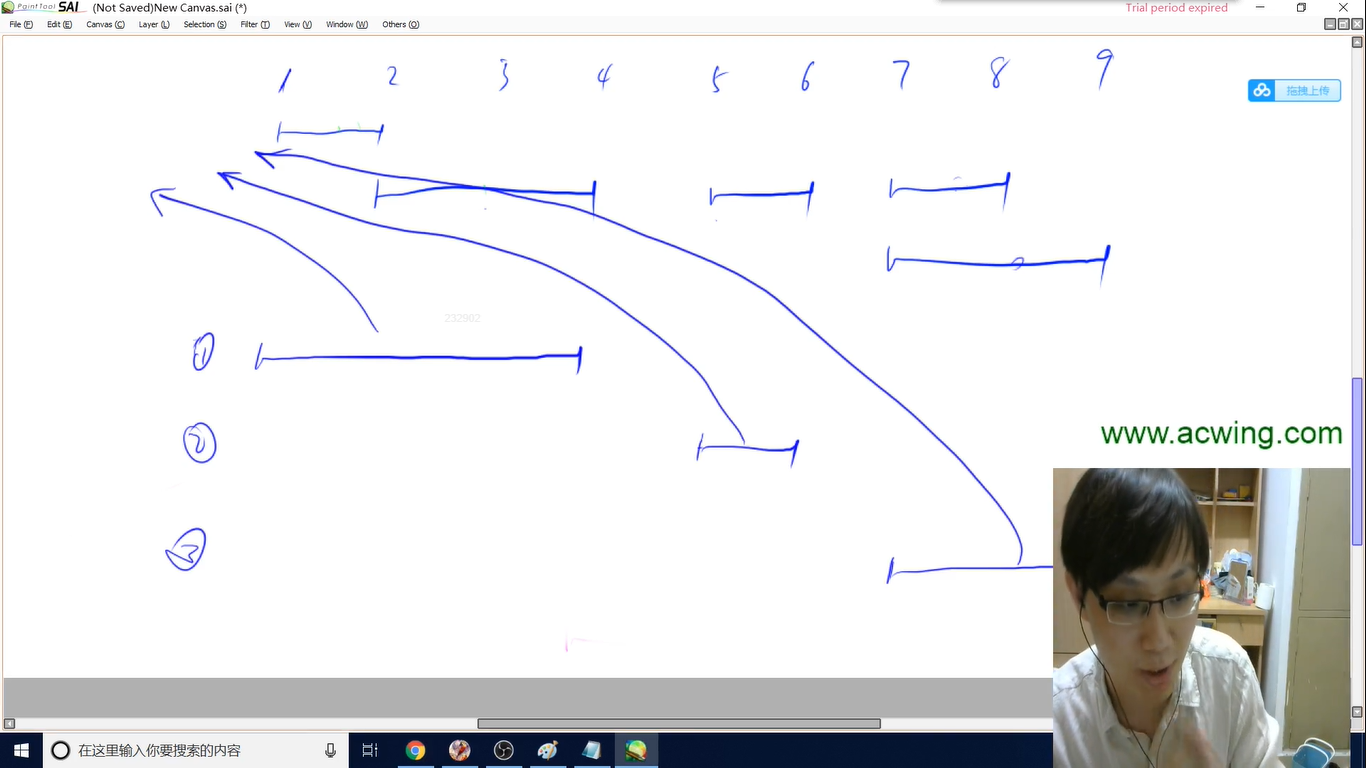 PaintTool SAI (Not Saved)New Canvas.sai (*) Trial period expired
File (F) Edit (E) Canvas (C) Layer (L) Selection (S) Filter (T) View (V) Window (W) Others (O)
1 2 3 4 5 6 7 8 9
拖拽上传
232902
①
www.acwing.com
②
③
在这里输入你要搜索的内容